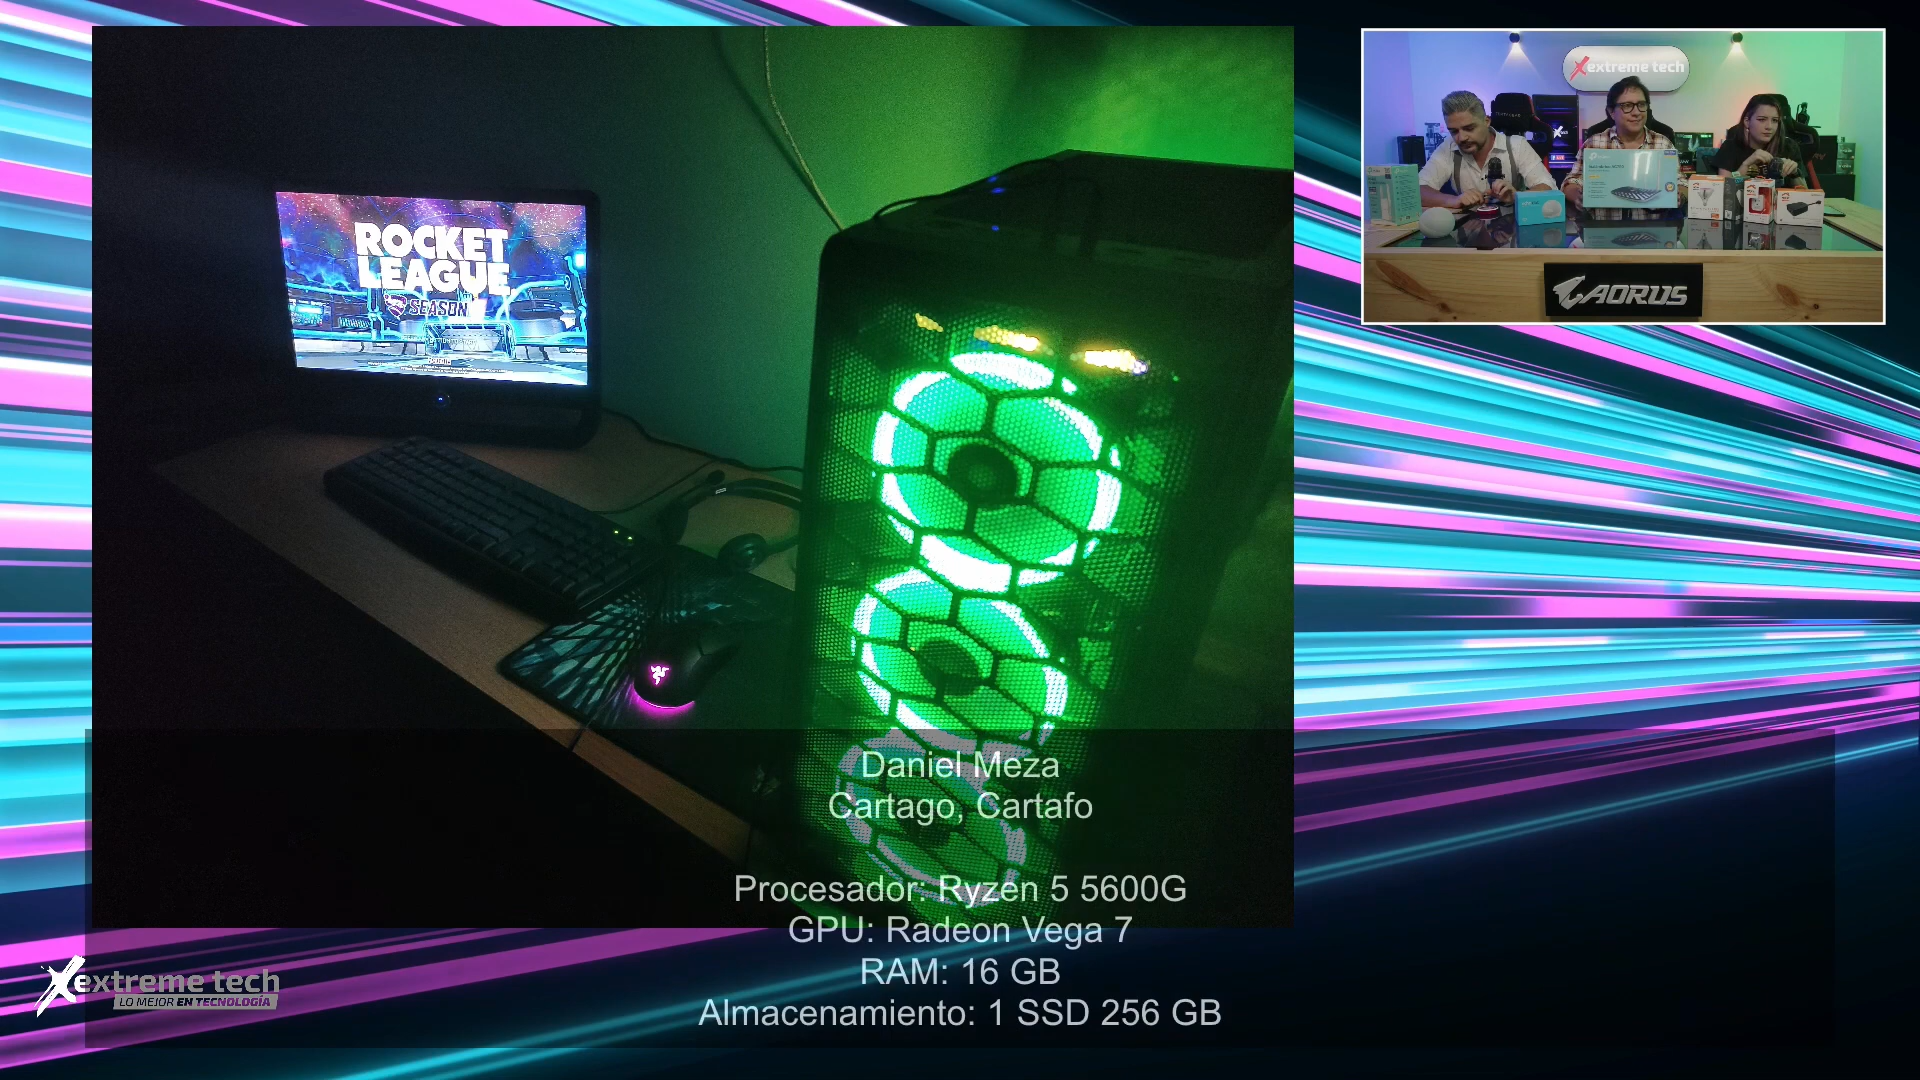 ROCKET
LEAGUE
SEASON
extreme tech
AORUS
Daniel Meza
Cartago, Cartafo
Procesador: Ryzen 5 5600G
GPU: Radeon Vega 7
RAM: 16 GB
Almacenamiento: 1 SSD 256 GB
extreme tech
LO MEJOR EN TECNOLOGÍA